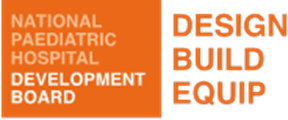 NATIONAL
PAEDIATRIC
HOSPITAL
DEVELOPMENT
BOARD
DESIGN
BUILD
EQUIP